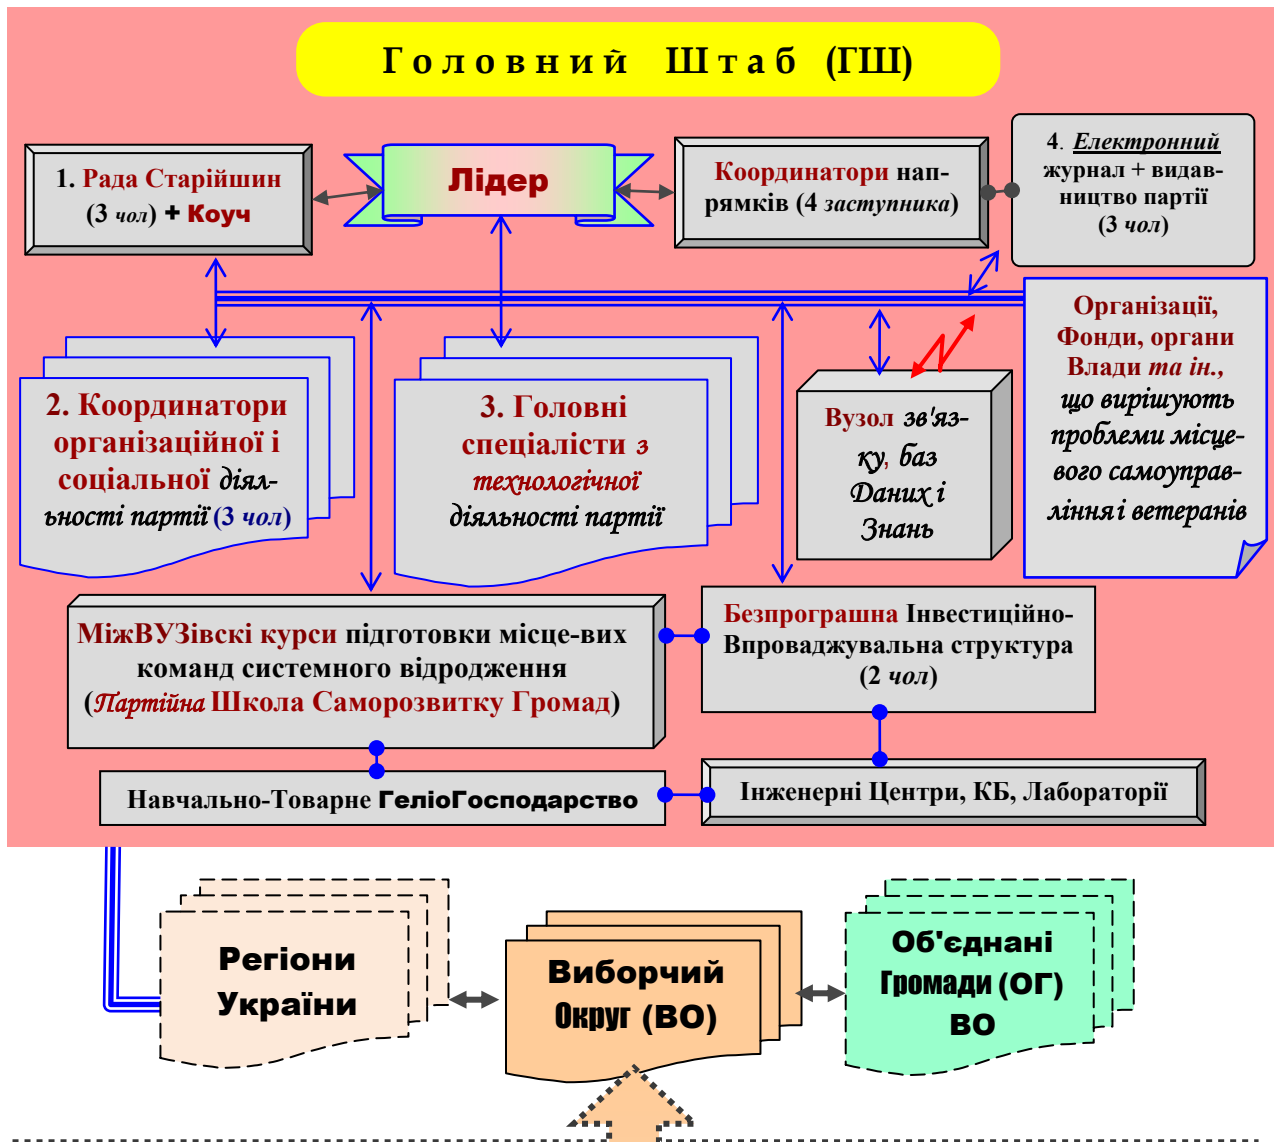 Головний Штаб (ГШ)
1. Рада Старійшин
(3 чол) + Коуч
Лідер
Координатори нап-
рямків (4 заступника)
4. Електронний
журнал + видав-
ництво партії
(3 чол)
2. Координатори
організаційної і
соціальної діял-
ьності партії (3 чол)
3. Головні
спеціалісти з
технологічної
діяльності партії
Вузол зв'яз-
ку, баз
Даних і
Знань
Організації,
Фонди, органи
Влади та ін.,
що вирішують
проблеми місце-
вого самоуправ-
ління і ветеранів
МіжВУЗівскі курси підготовки місце-вих
команд системного відродження
(Партійна Школа Саморозвитку Громад)
Безпрограшна Інвестиційно-
Впроваджувальна структура
(2 чол)
Навчально-Товарне ГеліоГосподарство
Інженерні Центри, КБ, Лабораторії
Регіони
України
Виборчий
Округ (ВО)
Об'єднані
Громади (ОГ)
ВО